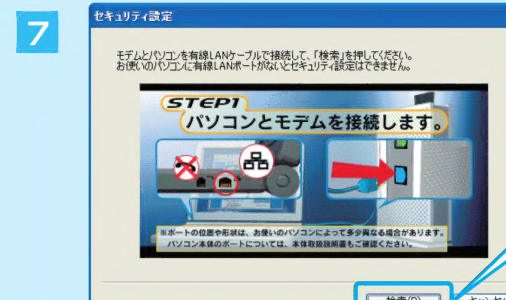 7
セキュリティ設定
モデムとパソコンを有線LANケーブルで接続して、「検索」を押してください。
お使いのパソコンに有線LANポートがないとセキュリティ設定はできません。
STEP1
パソコンとモデムを接続します。
※ポートの位置や形状は、お使いのパソコンによって多少異なる場合があります。
パソコン本体のポートについては、本体取扱説明書もご確認ください。
検索(R)